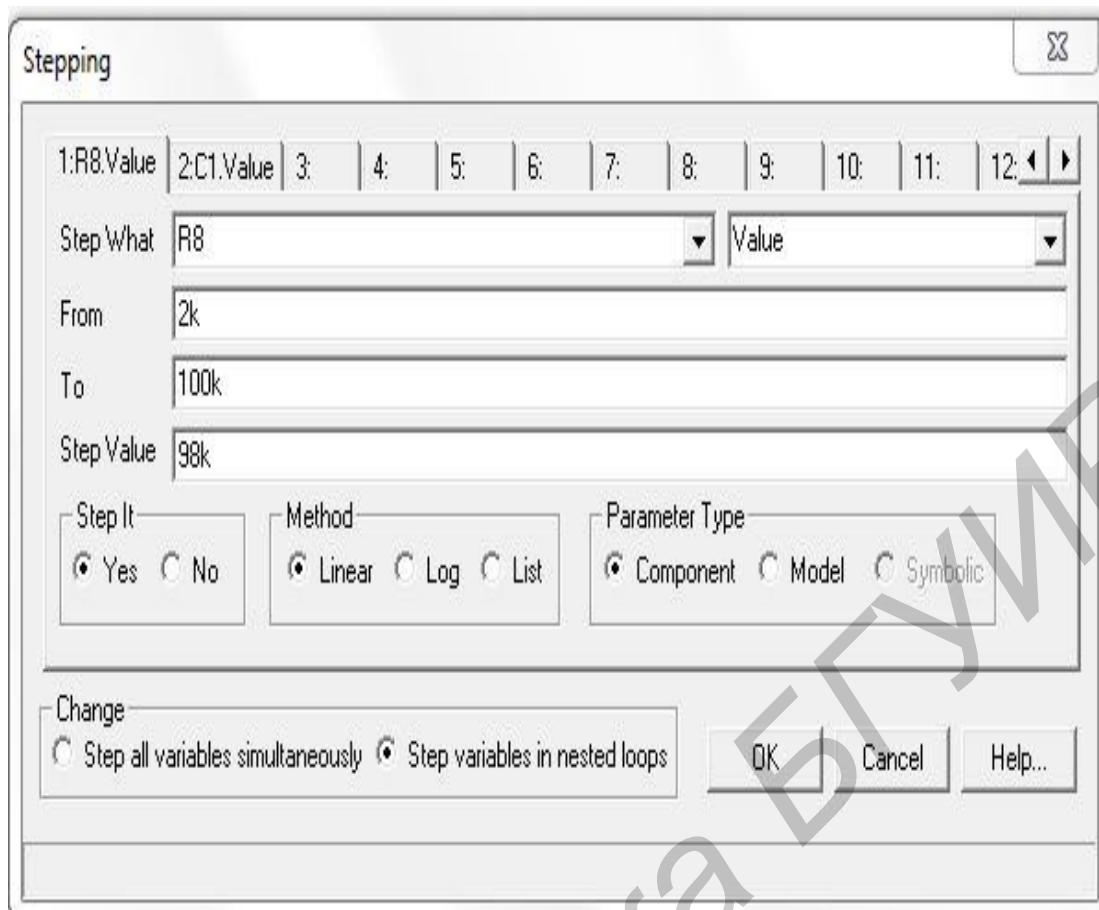 Stepping
1:R8.Value 2:C1.Value 3: 4: 5: 6: 7: 8: 9: 10: 11: 12:
Step What R8 Value
From 2k
To 100k
Step Value 98k
Step It Method Parameter Type
Yes No Linear Log List Component Model Symbolic
Change
Step all variables simultaneously Step variables in nested loops OK Cancel Help...